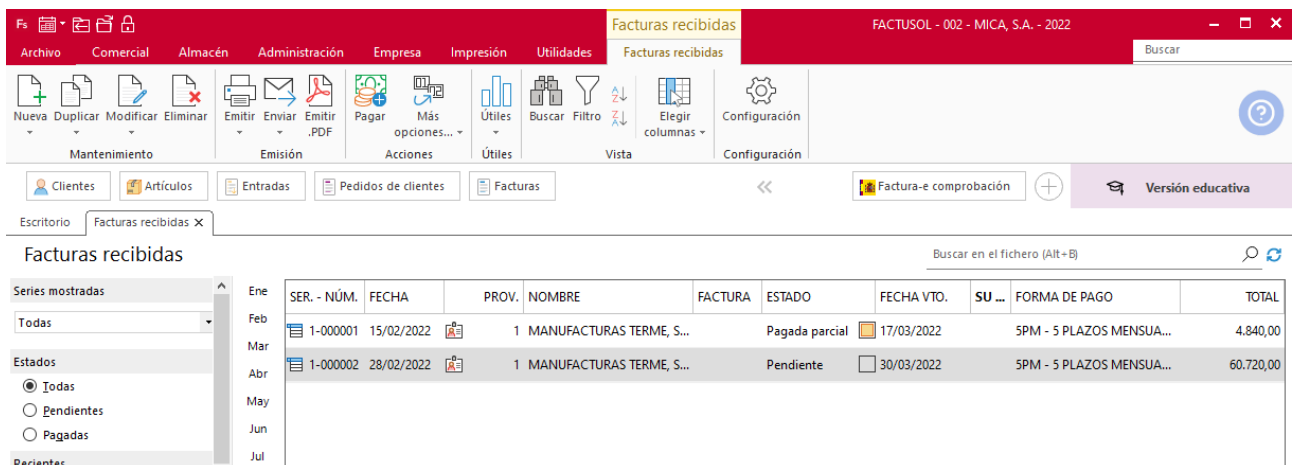 Fs Facturas recibidas FACTUSOL - 002 - MICA, S.A. - 2022
Archivo Comercial Almacén Administración Empresa Impresión Utilidades Facturas recibidas Buscar
Nueva Duplicar Modificar Eliminar Emitir Enviar Emitir .PDF Pagar Más opciones... Útiles Buscar Filtro Elegir columnas Configuración
Mantenimiento Emisión Acciones Útiles Vista Configuración
Clientes Artículos Entradas Pedidos de clientes Facturas Factura-e comprobación Versión educativa
Escritorio Facturas recibidas X
Facturas recibidas Buscar en el fichero (Alt+B)
Series mostradas Ene SER. - NÚM. FECHA PROV. NOMBRE FACTURA ESTADO FECHA VTO. SU ... FORMA DE PAGO TOTAL
Todas Feb 1-000001 15/02/2022 1 MANUFACTURAS TERME, S... Pagada parcial 17/03/2022 5PM - 5 PLAZOS MENSUA... 4.840,00
Mar
Estados 1-000002 28/02/2022 1 MANUFACTURAS TERME, S... Pendiente 30/03/2022 5PM - 5 PLAZOS MENSUA... 60.720,00
Abr
Todas
May
Pendientes
Jun
Pagadas
Jul
Recientes